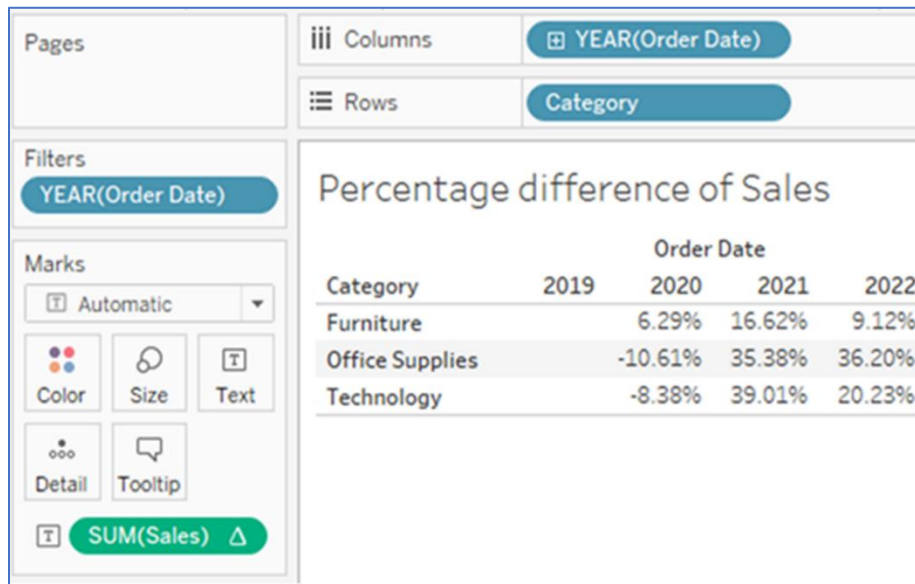 Pages
Columns
YEAR(Order Date)
Rows
Category
Filters
YEAR(Order Date)
Marks
Automatic
Color Size Text
Detail Tooltip
SUM(Sales) Δ
Percentage difference of Sales
Order Date
Category 2019 2020 2021 2022
Furniture 6.29% 16.62% 9.12%
Office Supplies -10.61% 35.38% 36.20%
Technology -8.38% 39.01% 20.23%